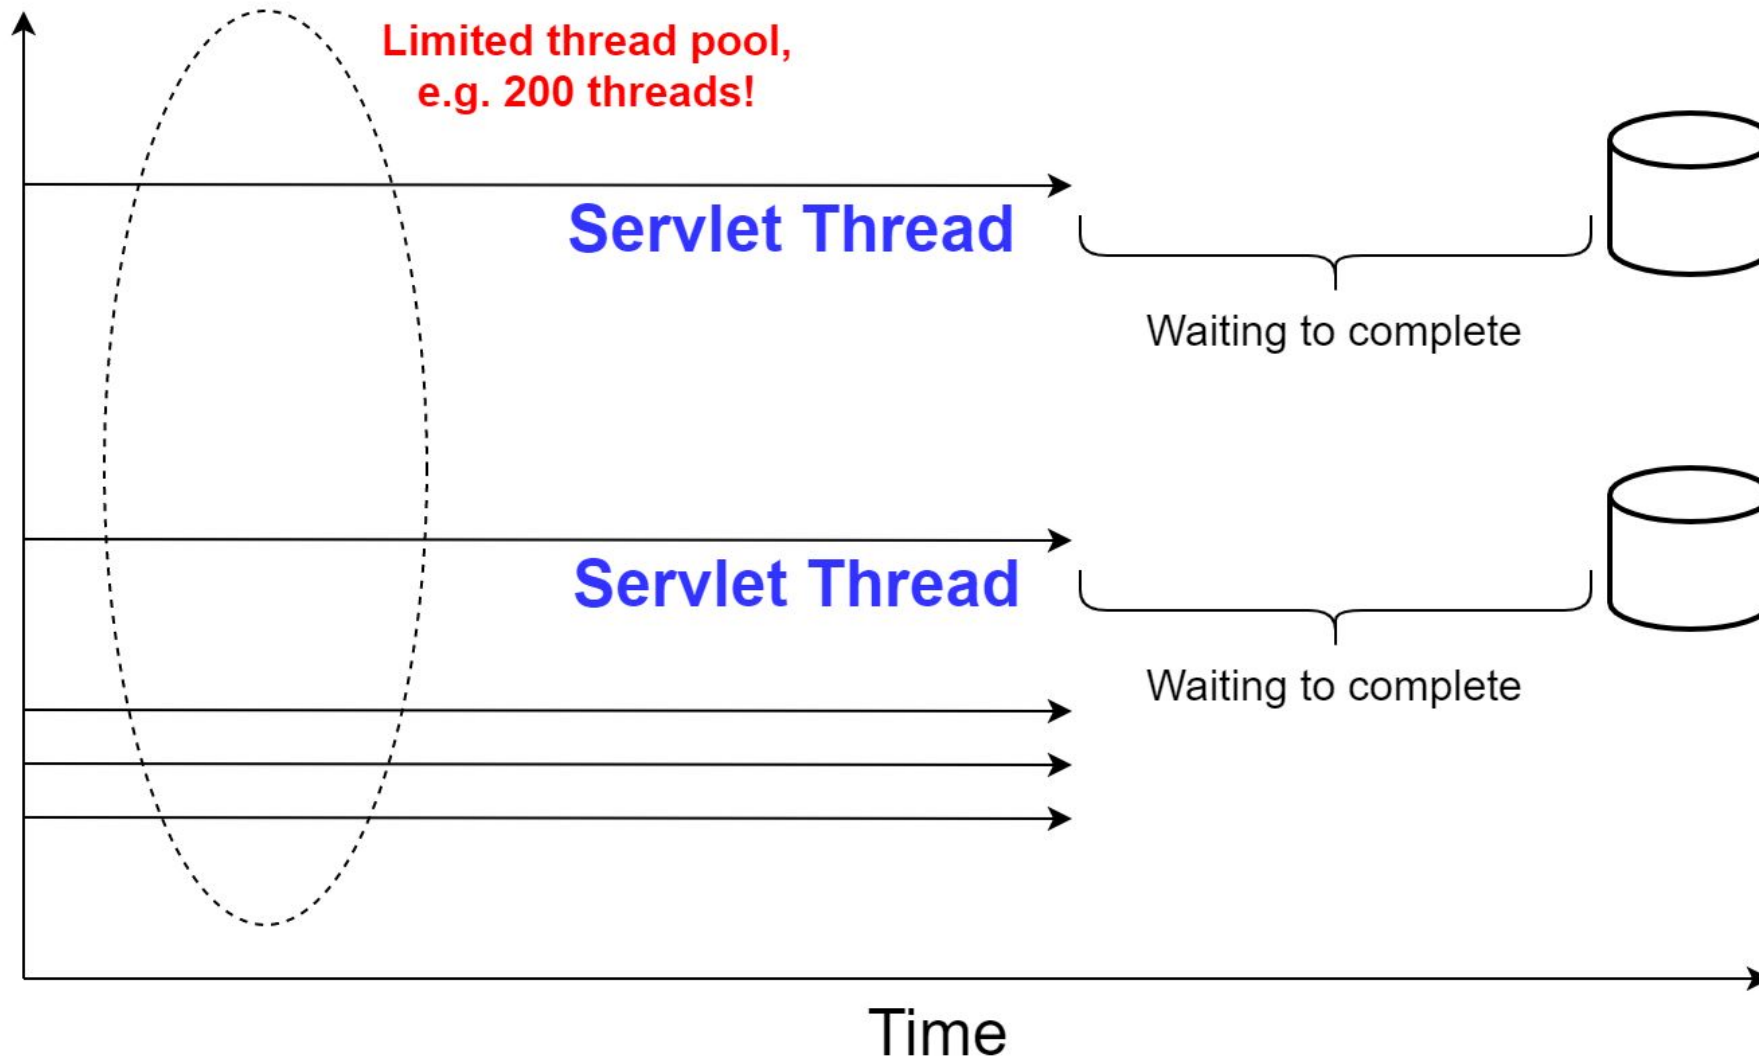 Limited thread pool,
e.g. 200 threads!
Servlet Thread
Waiting to complete
Servlet Thread
Waiting to complete
Time